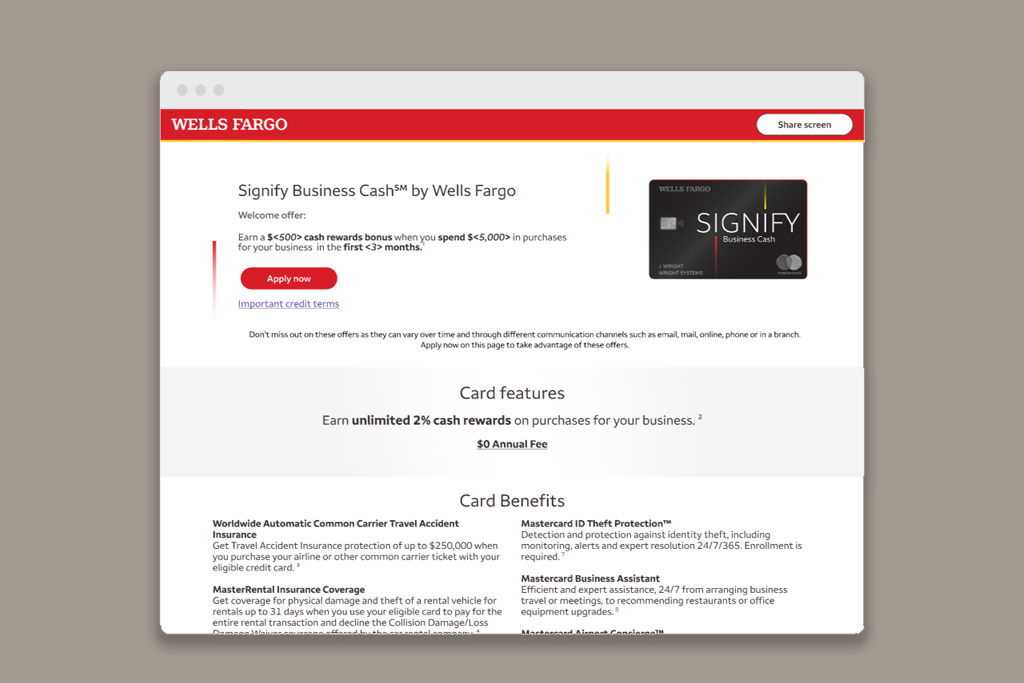 WELLS FARGO
Share screen
Signify Business Cash℠ by Wells Fargo
Welcome offer:
Earn a $<500> cash rewards bonus when you spend $<5,000> in purchases
for your business in the first <3> months.¹
Apply now
Important credit terms
WELLS FARGO
SIGNIFY
Business Cash
J WRIGHT
WRIGHT SYSTEMS
mastercard
Don't miss out on these offers as they can vary over time and through different communication channels such as email, mail, online, phone or in a branch.
Apply now on this page to take advantage of these offers.
Card features
Earn unlimited 2% cash rewards on purchases for your business. ²
$0 Annual Fee
Card Benefits
Worldwide Automatic Common Carrier Travel Accident
Insurance
Get Travel Accident Insurance protection of up to $250,000 when
you purchase your airline or other common carrier ticket with your
eligible credit card. ³
MasterRental Insurance Coverage
Get coverage for physical damage and theft of a rental vehicle for
rentals up to 31 days when you use your eligible card to pay for the
entire rental transaction and decline the Collision Damage/Loss
Damage Waiver coverage offered by the car rental company. ⁴
Mastercard ID Theft Protection™
Detection and protection against identity theft, including
monitoring, alerts and expert resolution 24/7/365. Enrollment is
required. ⁷
Mastercard Business Assistant
Efficient and expert assistance, 24/7 from arranging business
travel or meetings, to recommending restaurants or office
equipment upgrades. ⁸
Mastercard Airport Concierge™